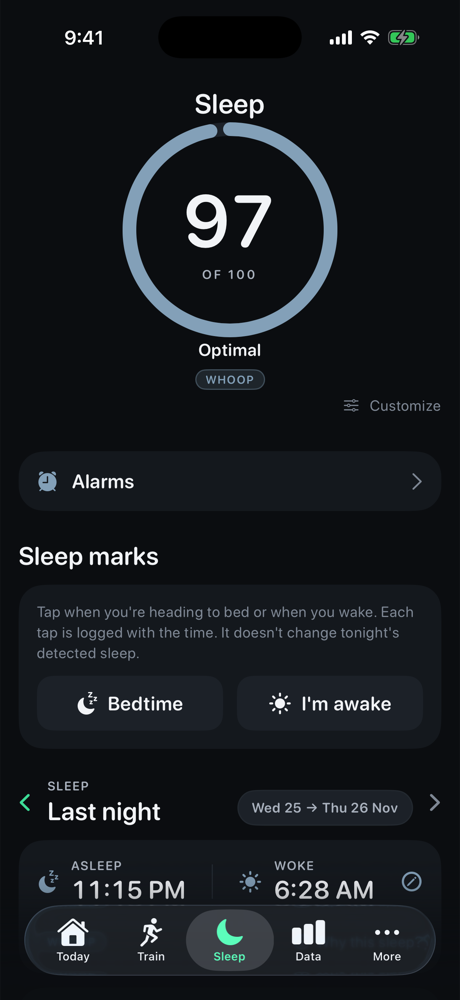 9:41
Sleep
97
OF 100
Optimal
WHOOP
Customize
Alarms
Sleep marks
Tap when you're heading to bed or when you wake. Each
tap is logged with the time. It doesn't change tonight's
detected sleep.
Bedtime
I'm awake
SLEEP
Last night
Wed 25 → Thu 26 Nov
ASLEEP
11:15 PM
WOKE
6:28 AM
Today
Train
Sleep
Data
More